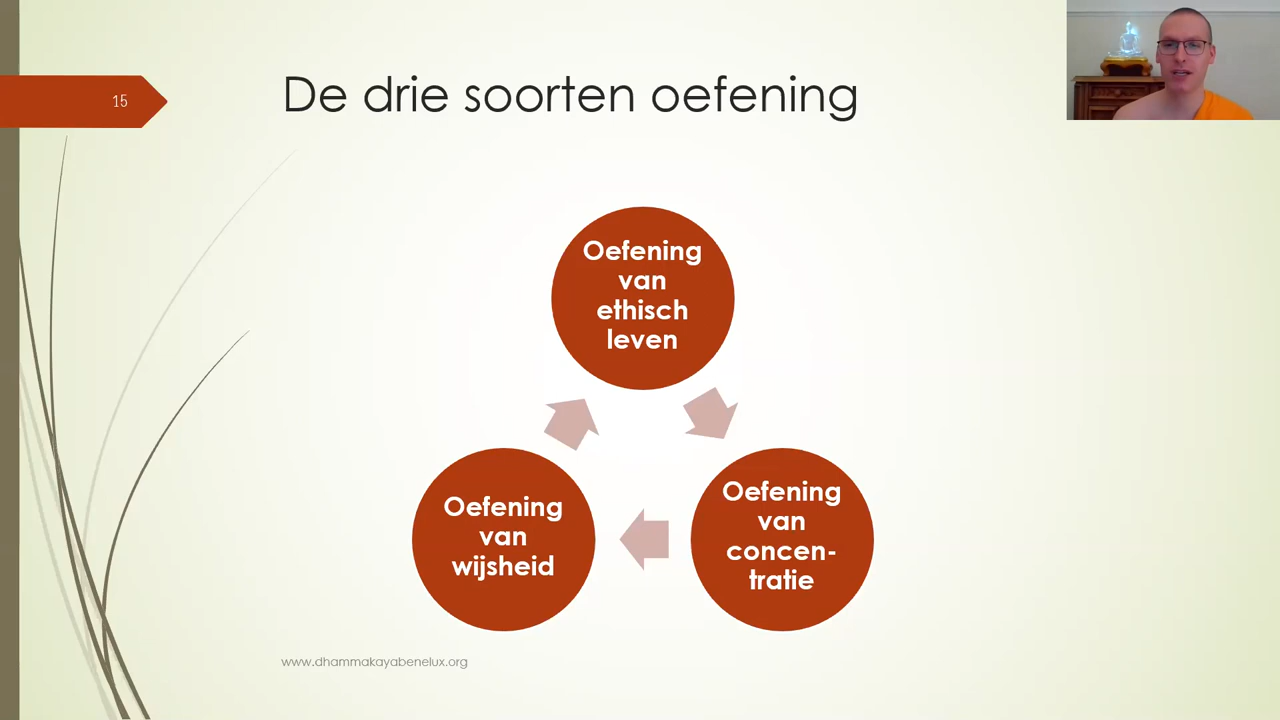 15
De drie soorten oefening
Oefening
van
ethisch
leven
Oefening
van
concen-
tratie
Oefening
van
wijsheid
www.dhammakayabenelux.org